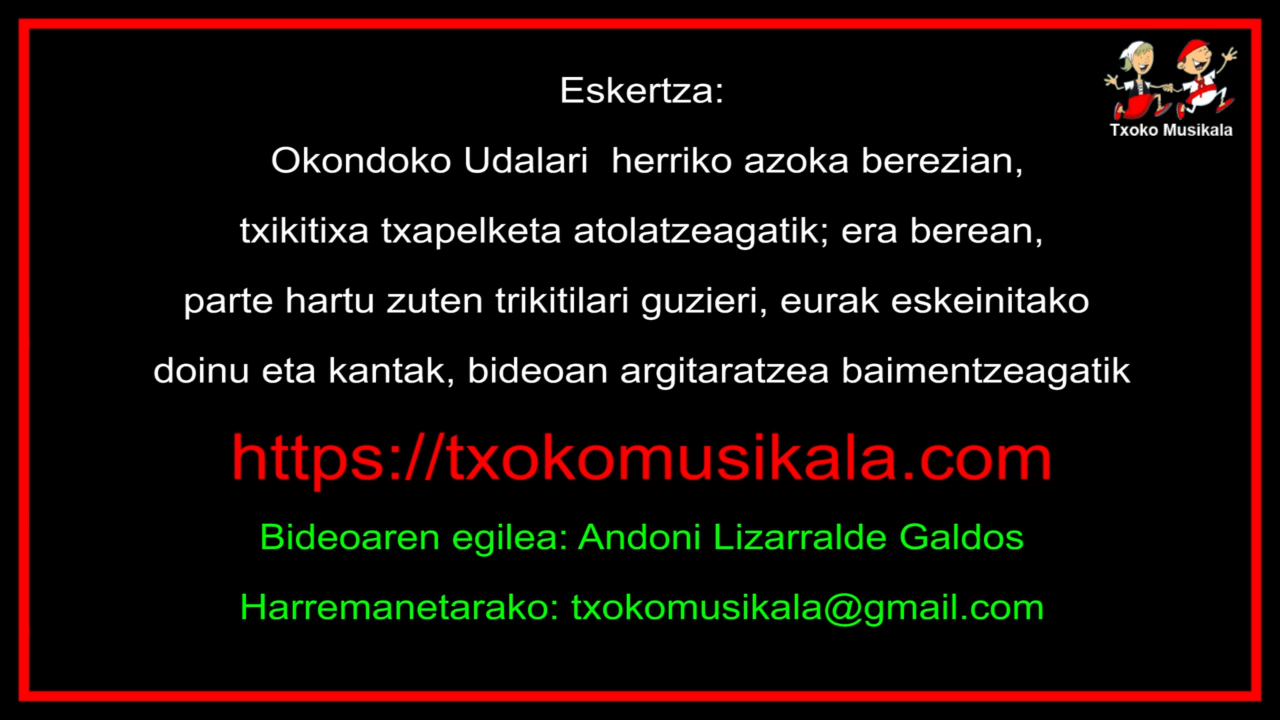 Txoko Musikala
Eskertza:
Okondoko Udalari herriko azoka berezian,
txikitixa txapelketa atolatzeagatik; era berean,
parte hartu zuten trikitilari guzieri, eurak eskeinitako
doinu eta kantak, bideoan argitaratzea baimentzeagatik
https://txokomusikala.com
Bideoaren egilea: Andoni Lizarralde Galdos
Harremanetarako: txokomusikala@gmail.com